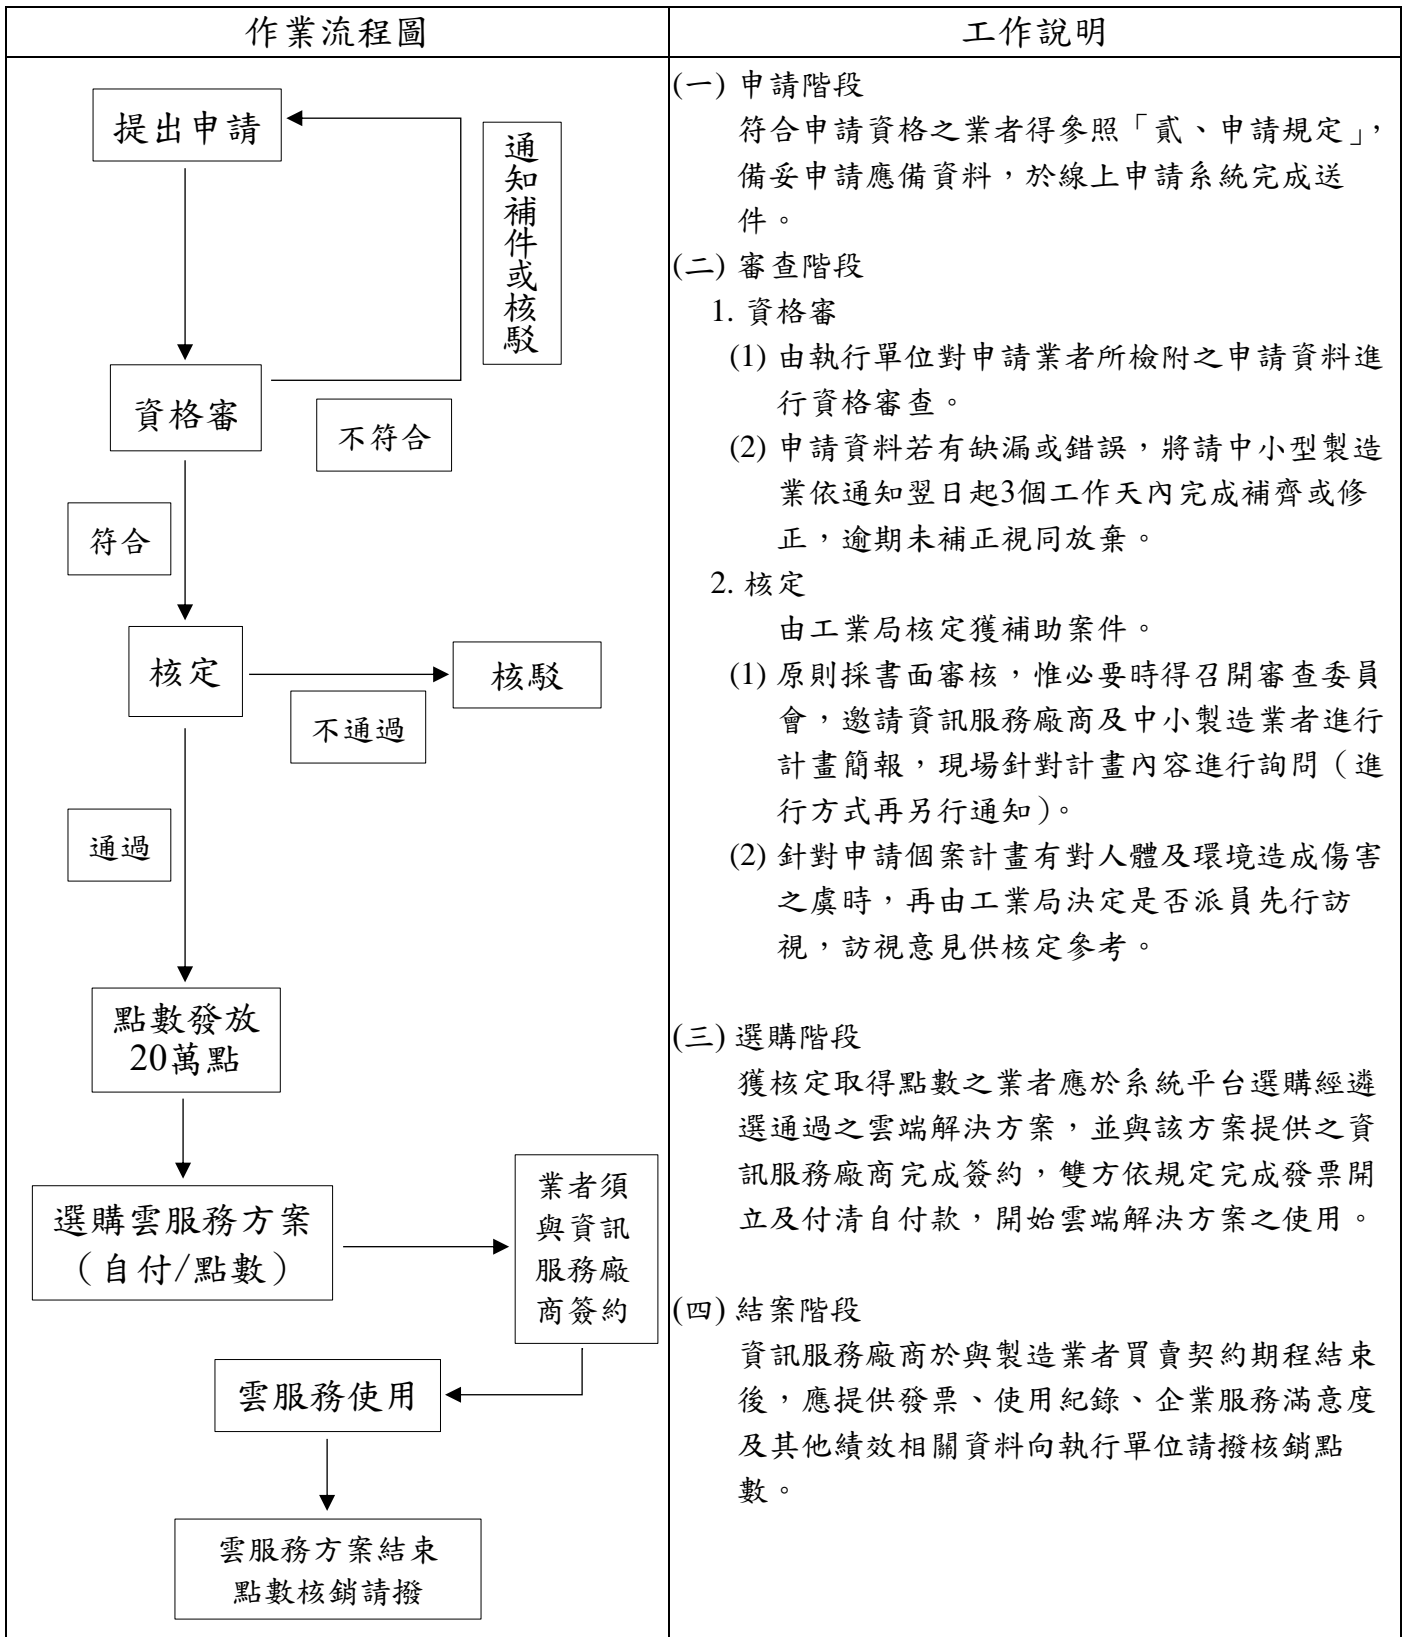 作業流程圖
提出申請
通知補件或核駁
資格審
不符合
符合
核定
核駁
不通過
通過
點數發放
20萬點
選購雲服務方案
（自付/點數）
業者須
與資訊
服務廠
商簽約
雲服務使用
雲服務方案結束
點數核銷請撥
工作說明
(一) 申請階段
符合申請資格之業者得參照「貳、申請規定」，
備妥申請應備資料，於線上申請系統完成送
件。
(二) 審查階段
1. 資格審
(1) 由執行單位對申請業者所檢附之申請資料進
行資格審查。
(2) 申請資料若有缺漏或錯誤，將請中小型製造
業依通知翌日起3個工作天內完成補齊或修
正，逾期未補正視同放棄。
2. 核定
由工業局核定獲補助案件。
(1) 原則採書面審核，惟必要時得召開審查委員
會，邀請資訊服務廠商及中小製造業者進行
計畫簡報，現場針對計畫內容進行詢問（進
行方式再另行通知）。
(2) 針對申請個案計畫有對人體及環境造成傷害
之虞時，再由工業局決定是否派員先行訪
視，訪視意見供核定參考。
(三) 選購階段
獲核定取得點數之業者應於系統平台選購經遴
選通過之雲端解決方案，並與該方案提供之資
訊服務廠商完成簽約，雙方依規定完成發票開
立及付清自付款，開始雲端解決方案之使用。
(四) 結案階段
資訊服務廠商於與製造業者買賣契約期程結束
後，應提供發票、使用紀錄、企業服務滿意度
及其他績效相關資料向執行單位請撥核銷點
數。